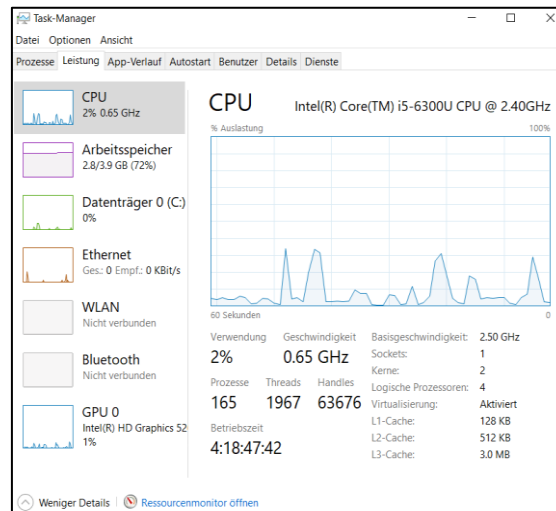 Task-Manager
Datei Optionen Ansicht
Prozesse Leistung App-Verlauf Autostart Benutzer Details Dienste
CPU
2% 0.65 GHz
Arbeitsspeicher
2.8/3.9 GB (72%)
Datenträger 0 (C:)
0%
Ethernet
Ges.: 0 Empf.: 0 KBit/s
WLAN
Nicht verbunden
Bluetooth
Nicht verbunden
GPU 0
Intel(R) HD Graphics 52
1%
CPU Intel(R) Core(TM) i5-6300U CPU @ 2.40GHz
% Auslastung 100%
60 Sekunden 0
Verwendung Geschwindigkeit
2% 0.65 GHz
Prozesse Threads Handles
165 1967 63676
Betriebszeit
4:18:47:42
Basisgeschwindigkeit: 2.50 GHz
Sockets: 1
Kerne: 2
Logische Prozessoren: 4
Virtualisierung: Aktiviert
L1-Cache: 128 KB
L2-Cache: 512 KB
L3-Cache: 3.0 MB
Weniger Details Ressourcenmonitor öffnen